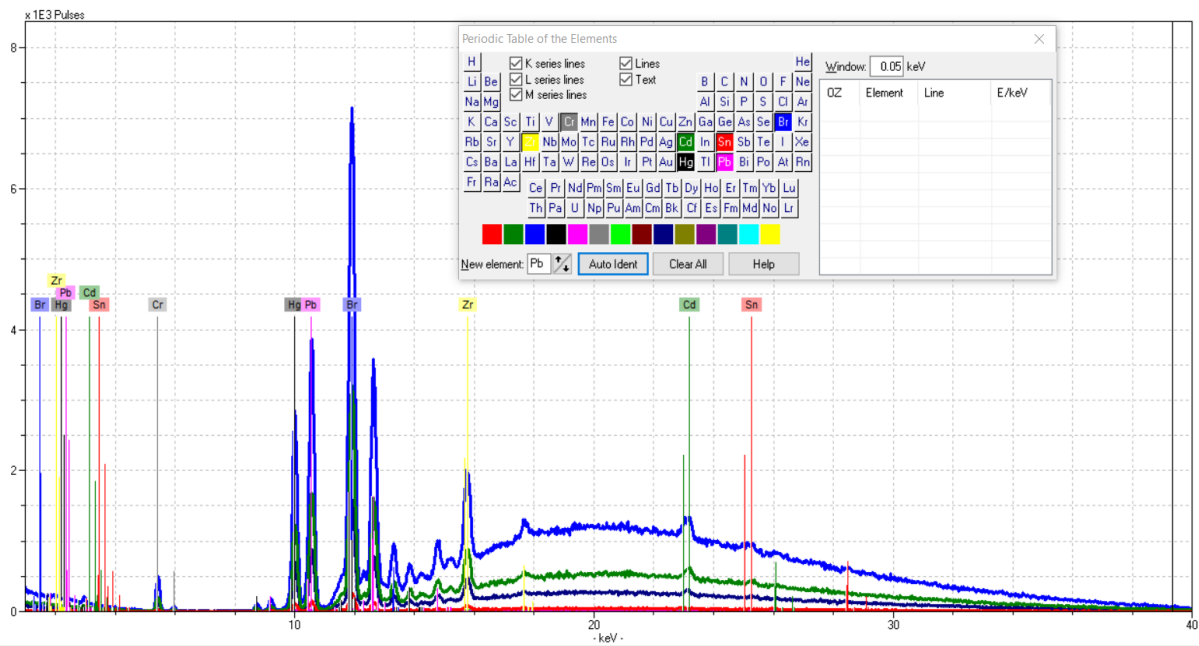 x 1E3 Pulses
Periodic Table of the Elements
K series lines Lines
L series lines Text
M series lines
Window: 0.05 keV
OZ Element Line E/keV
H He
Li Be B C N O F Ne
Na Mg Al Si P S Cl Ar
K Ca Sc Ti V Cr Mn Fe Co Ni Cu Zn Ga Ge As Se Br Kr
Rb Sr Y Zr Nb Mo Tc Ru Rh Pd Ag Cd In Sn Sb Te I Xe
Cs Ba La Hf Ta W Re Os Ir Pt Au Hg Tl Pb Bi Po At Rn
Fr Ra Ac Ce Pr Nd Pm Sm Eu Gd Tb Dy Ho Er Tm Yb Lu
Th Pa U Np Pu Am Cm Bk Cf Es Fm Md No Lr
New element: Pb Auto Ident Clear All Help
8
6
4
2
0
Zr
Pb Cd
Br Hg Sn Cr Hg Pb Br Zr Cd Sn
10 20 30 40
- keV -